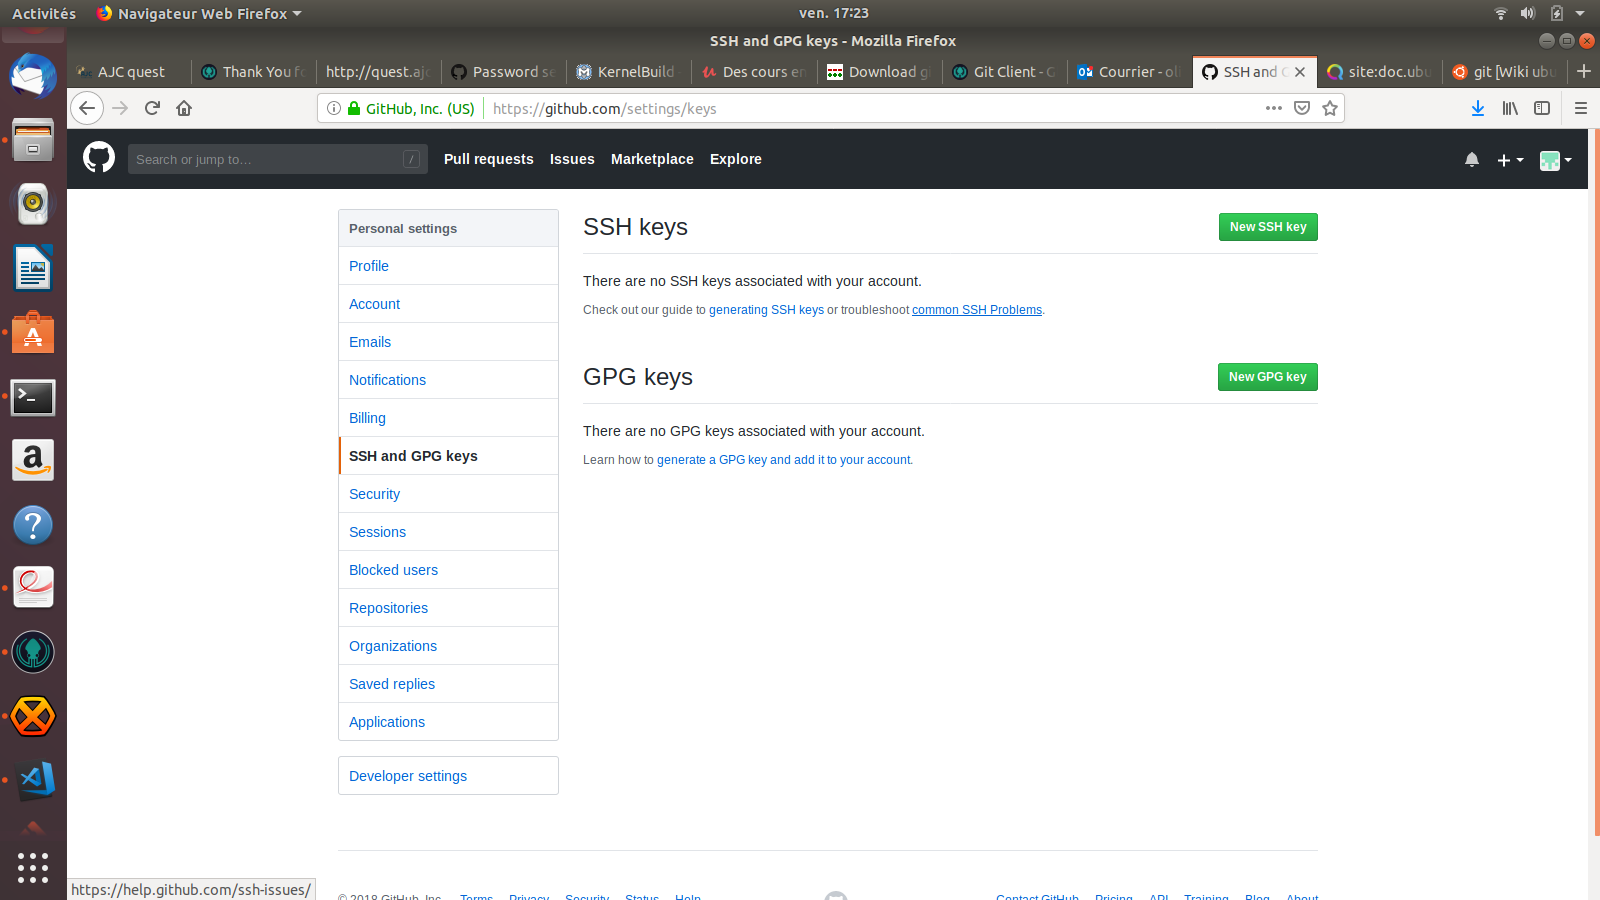 Activités Navigateur Web Firefox ven. 17:23
SSH and GPG keys - Mozilla Firefox
AJC quest Thank You fo http://quest.ajc Password se KernelBuild Des cours en Download gi Git Client - G Courrier - oli SSH and G site:doc.ubu git [Wiki ubu
GitHub, Inc. (US) https://github.com/settings/keys
Search or jump to… / Pull requests Issues Marketplace Explore
Personal settings
Profile
Account
Emails
Notifications
Billing
SSH and GPG keys
Security
Sessions
Blocked users
Repositories
Organizations
Saved replies
Applications
Developer settings
SSH keys New SSH key
There are no SSH keys associated with your account.
Check out our guide to generating SSH keys or troubleshoot common SSH Problems.
GPG keys New GPG key
There are no GPG keys associated with your account.
Learn how to generate a GPG key and add it to your account.
© 2018 GitHub, Inc. Terms Privacy Security Status Help Contact GitHub Pricing API Training Blog About
https://help.github.com/ssh-issues/